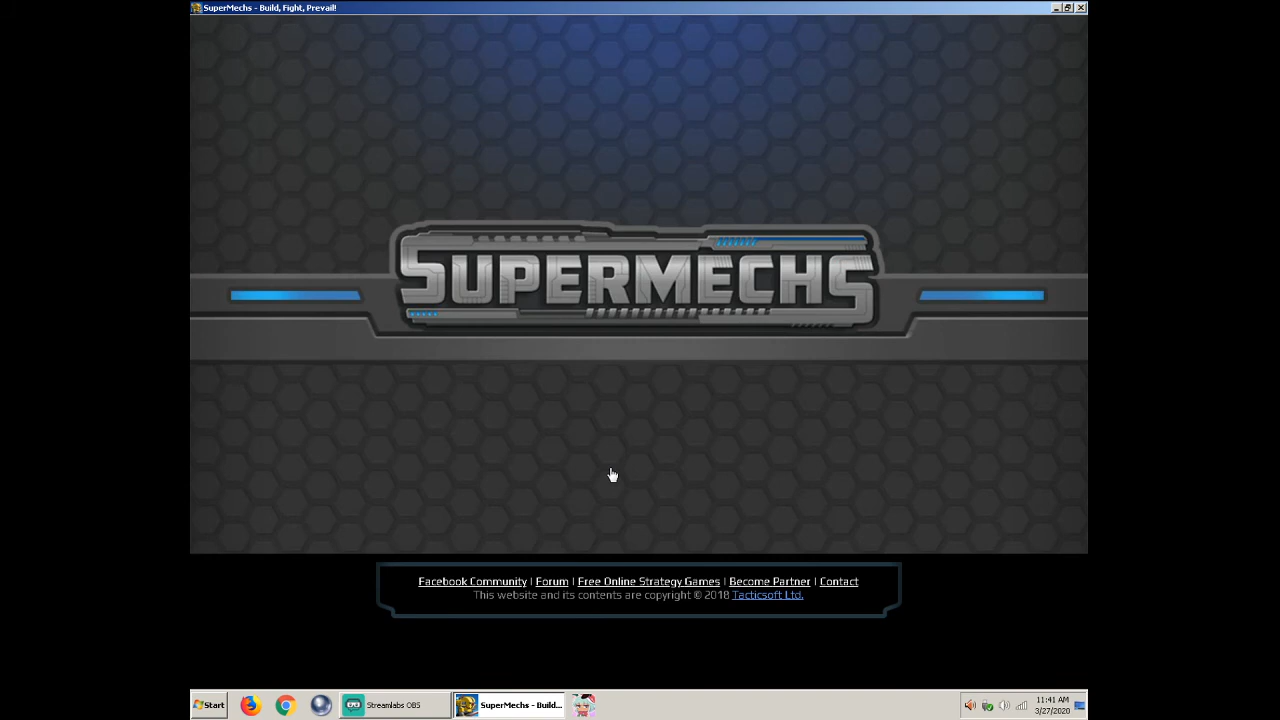 SuperMechs - Build, Fight, Prevail!
SUPERMECHS
Facebook Community | Forum | Free Online Strategy Games | Become Partner | Contact
This website and its contents are copyright © 2018 Tacticsoft Ltd.
Start
Streamlabs OBS
SuperMechs - Build...
11:41 AM
3/27/2020